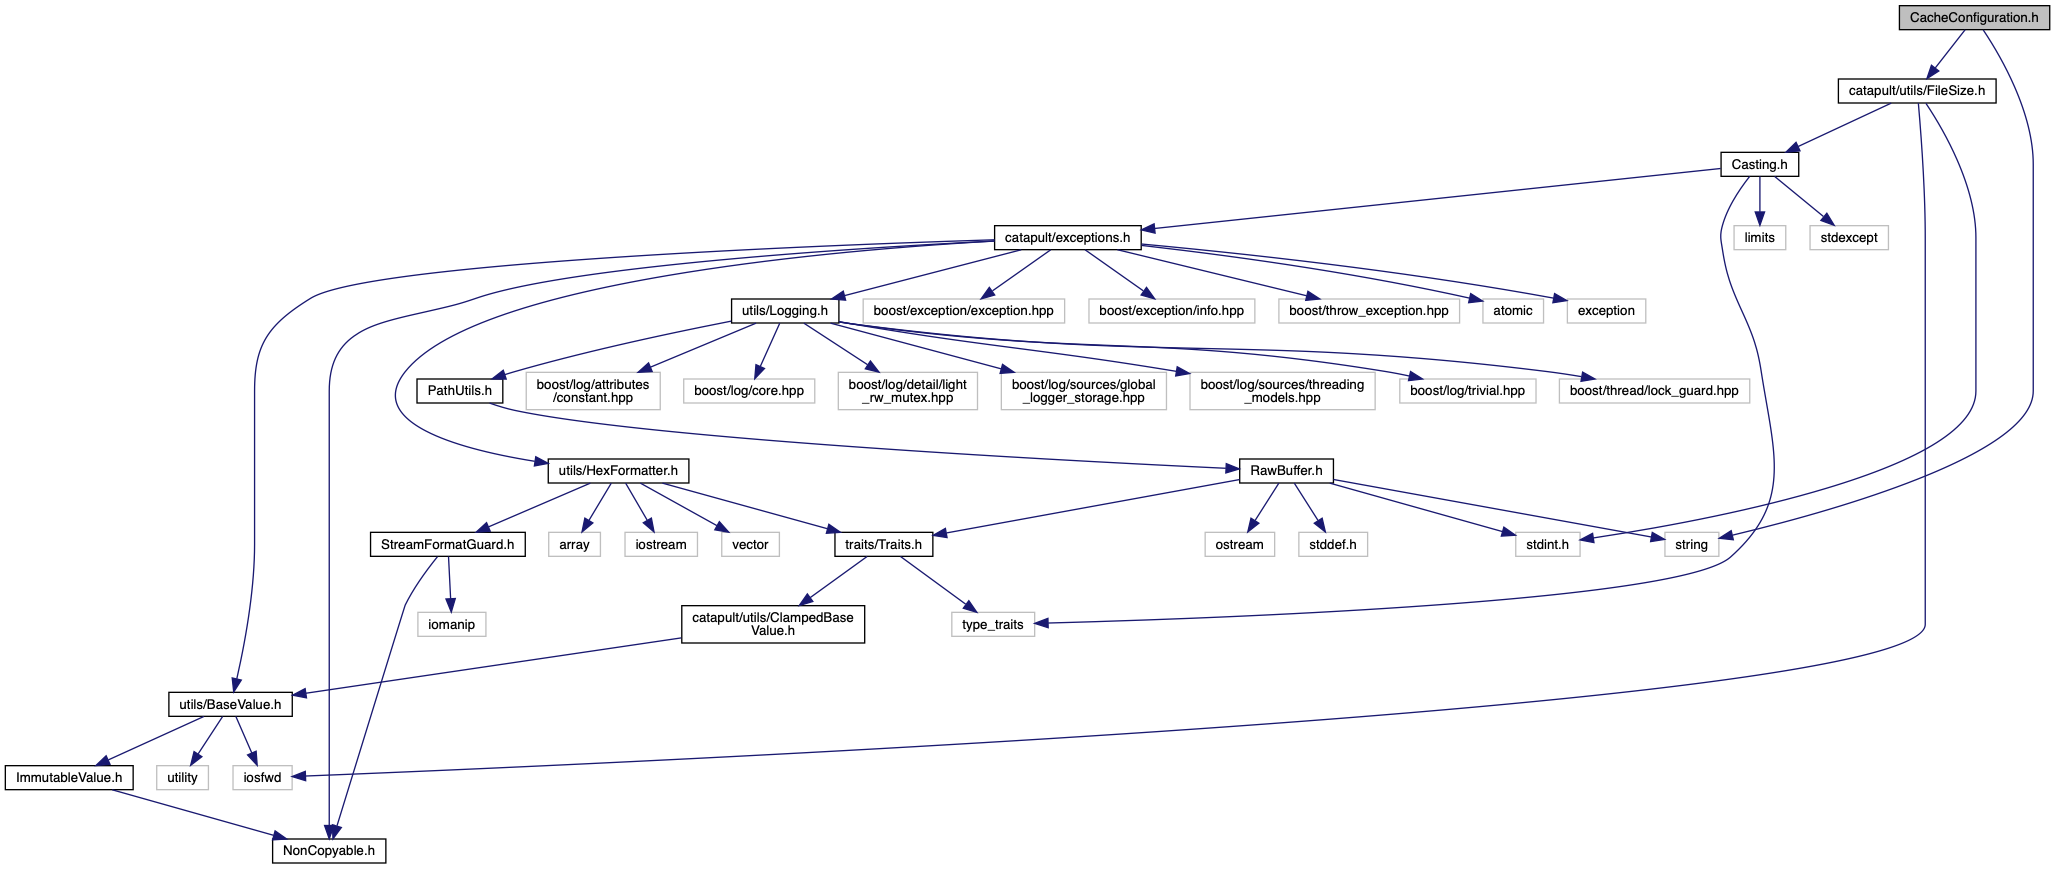 CacheConfiguration.h
catapult/utils/FileSize.h
Casting.h
catapult/exceptions.h
limits
stdexcept
utils/Logging.h
boost/exception/exception.hpp
boost/exception/info.hpp
boost/throw_exception.hpp
atomic
exception
PathUtils.h
boost/log/attributes
/constant.hpp
boost/log/core.hpp
boost/log/detail/light
_rw_mutex.hpp
boost/log/sources/global
_logger_storage.hpp
boost/log/sources/threading
_models.hpp
boost/log/trivial.hpp
boost/thread/lock_guard.hpp
utils/HexFormatter.h
RawBuffer.h
StreamFormatGuard.h
array
iostream
vector
traits/Traits.h
ostream
stddef.h
stdint.h
string
iomanip
catapult/utils/ClampedBase
Value.h
type_traits
utils/BaseValue.h
ImmutableValue.h
utility
iosfwd
NonCopyable.h